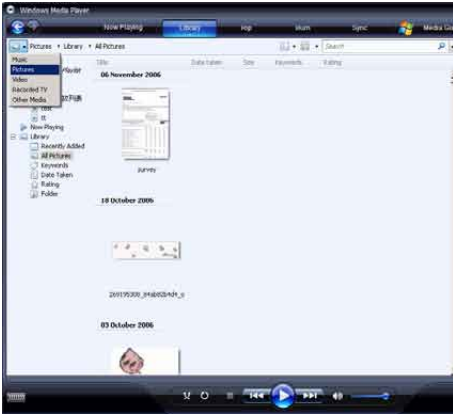 Windows Media Player
Now Playing Library Rip Burn Sync Media Gu
Pictures Library All Pictures Search
Music
Pictures
Video
Recorded TV
Other Media
Title Date taken Size Keywords Rating
06 November 2006
Now Playing
Library
Recently Added
All Pictures
Keywords
Date Taken
Rating
Folder
survey
18 October 2006
03 October 2006